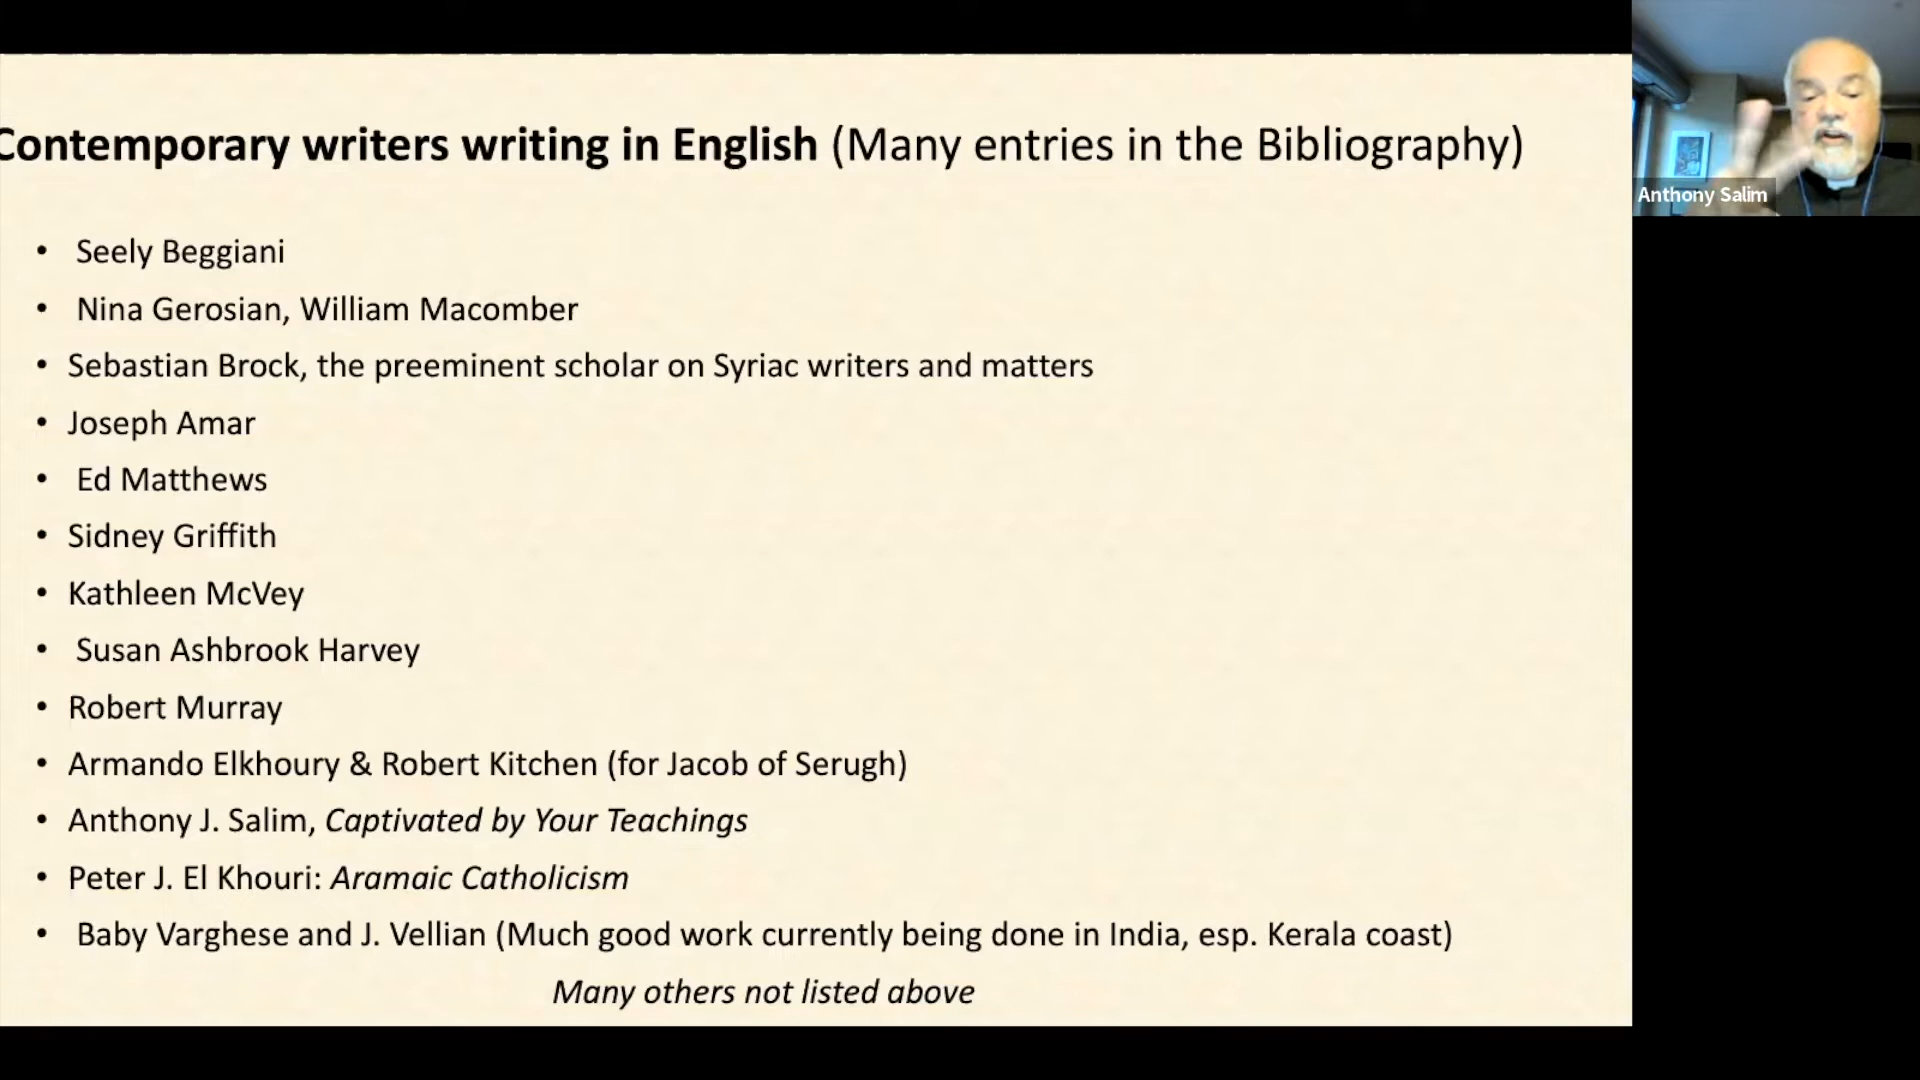 Contemporary writers writing in English (Many entries in the Bibliography)
• Seely Beggiani
• Nina Gerosian, William Macomber
• Sebastian Brock, the preeminent scholar on Syriac writers and matters
• Joseph Amar
• Ed Matthews
• Sidney Griffith
• Kathleen McVey
• Susan Ashbrook Harvey
• Robert Murray
• Armando Elkhoury & Robert Kitchen (for Jacob of Serugh)
• Anthony J. Salim, Captivated by Your Teachings
• Peter J. El Khouri: Aramaic Catholicism
• Baby Varghese and J. Vellian (Much good work currently being done in India, esp. Kerala coast)
Many others not listed above
Anthony Salim